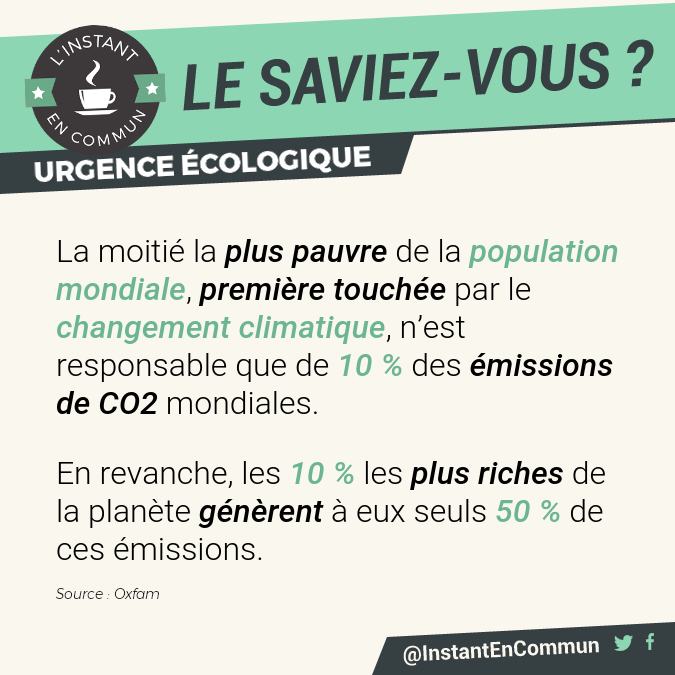 L'INSTANT
EN COMMUN
LE SAVIEZ-VOUS ?
URGENCE ÉCOLOGIQUE
La moitié la plus pauvre de la population
mondiale, première touchée par le
changement climatique, n’est
responsable que de 10 % des émissions
de CO2 mondiales.
En revanche, les 10 % les plus riches de
la planète génèrent à eux seuls 50 % de
ces émissions.
Source : Oxfam
@InstantEnCommun